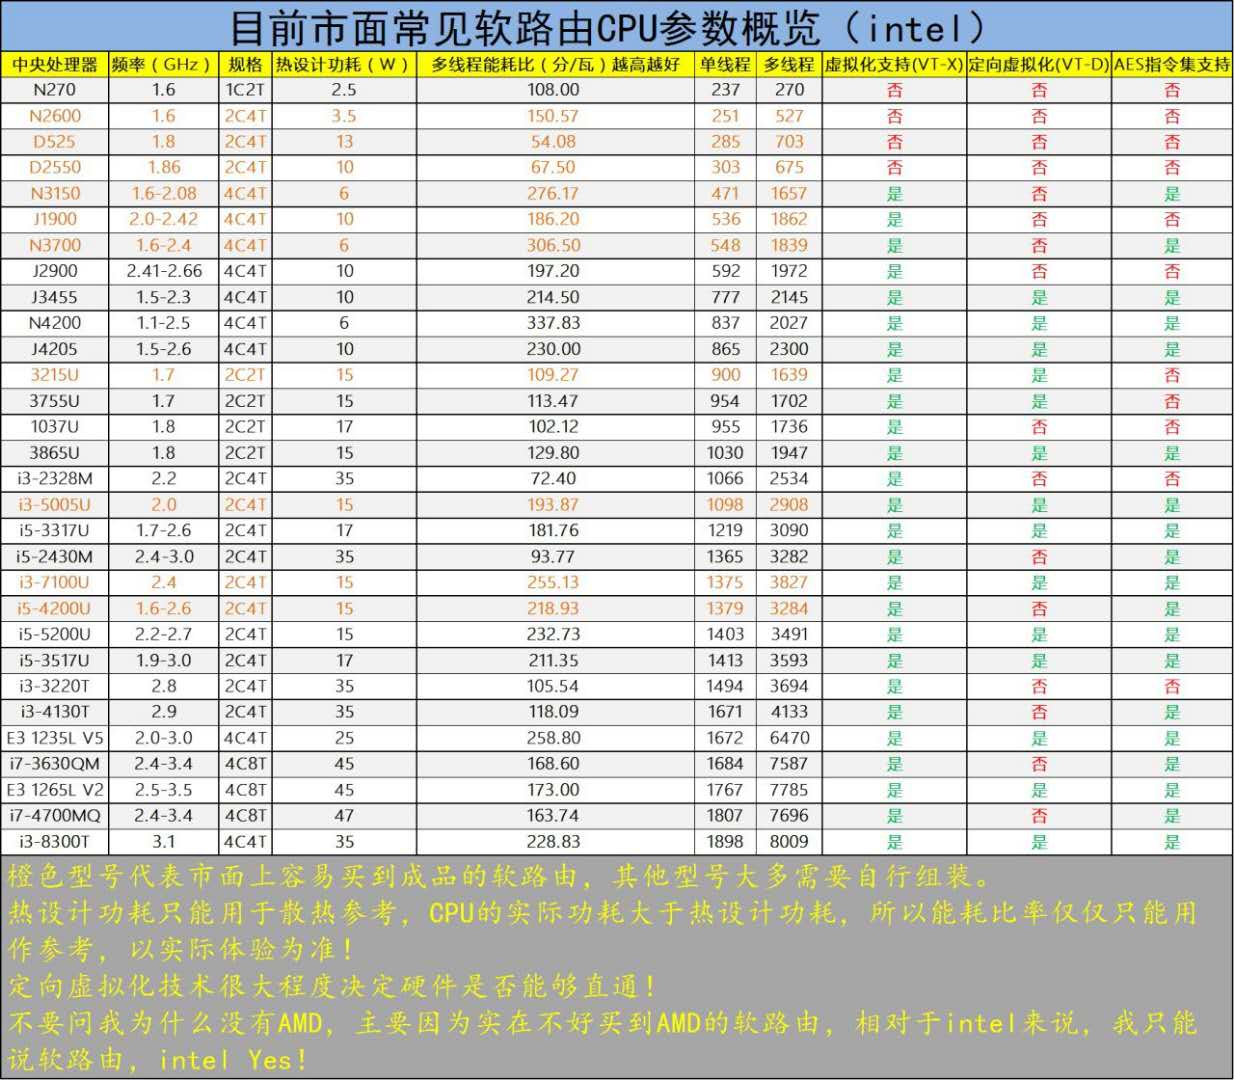 目前市面常见软路由CPU参数概览（intel）
中央处理器 频率（GHz） 规格 热设计功耗（W） 多线程能耗比（分/瓦）越高越好 单线程 多线程 虚拟化支持(VT-X) 定向虚拟化(VT-D) AES指令集支持
N270 1.6 1C2T 2.5 108.00 237 270 否 否 否
N2600 1.6 2C4T 3.5 150.57 251 527 否 否 否
D525 1.8 2C4T 13 54.08 285 703 否 否 否
D2550 1.86 2C4T 10 67.50 303 675 否 否 否
N3150 1.6-2.08 4C4T 6 276.17 471 1657 是 否 是
J1900 2.0-2.42 4C4T 10 186.20 536 1862 是 否 否
N3700 1.6-2.4 4C4T 6 306.50 548 1839 是 否 是
J2900 2.41-2.66 4C4T 10 197.20 592 1972 是 否 否
J3455 1.5-2.3 4C4T 10 214.50 777 2145 是 是 是
N4200 1.1-2.5 4C4T 6 337.83 837 2027 是 是 是
J4205 1.5-2.6 4C4T 10 230.00 865 2300 是 是 是
3215U 1.7 2C2T 15 109.27 900 1639 是 是 否
3755U 1.7 2C2T 15 113.47 954 1702 是 是 否
1037U 1.8 2C2T 17 102.12 955 1736 是 否 否
3865U 1.8 2C2T 15 129.80 1030 1947 是 是 是
i3-2328M 2.2 2C4T 35 72.40 1066 2534 是 否 否
i3-5005U 2.0 2C4T 15 193.87 1098 2908 是 是 是
i5-3317U 1.7-2.6 2C4T 17 181.76 1219 3090 是 是 是
i5-2430M 2.4-3.0 2C4T 35 93.77 1365 3282 是 否 是
i3-7100U 2.4 2C4T 15 255.13 1375 3827 是 是 是
i5-4200U 1.6-2.6 2C4T 15 218.93 1379 3284 是 否 是
i5-5200U 2.2-2.7 2C4T 15 232.73 1403 3491 是 是 是
i5-3517U 1.9-3.0 2C4T 17 211.35 1413 3593 是 是 是
i3-3220T 2.8 2C4T 35 105.54 1494 3694 是 否 否
i3-4130T 2.9 2C4T 35 118.09 1671 4133 是 否 是
E3 1235L V5 2.0-3.0 4C4T 25 258.80 1672 6470 是 是 是
i7-3630QM 2.4-3.4 4C8T 45 168.60 1684 7587 是 否 是
E3 1265L V2 2.5-3.5 4C8T 45 173.00 1767 7785 是 是 是
i7-4700MQ 2.4-3.4 4C8T 47 163.74 1807 7696 是 否 是
i3-8300T 3.1 4C4T 35 228.83 1898 8009 是 是 是
橙色型号代表市面上容易买到成品的软路由，其他型号大多需要自行组装。
热设计功耗只能用于散热参考，CPU的实际功耗大于热设计功耗，所以能耗比率仅仅只能用
作参考，以实际体验为准！
定向虚拟化技术很大程度决定硬件是否能够直通！
不要问我为什么没有AMD，主要因为实在不好买到AMD的软路由，相对于intel来说，我只能
说软路由，intel Yes！